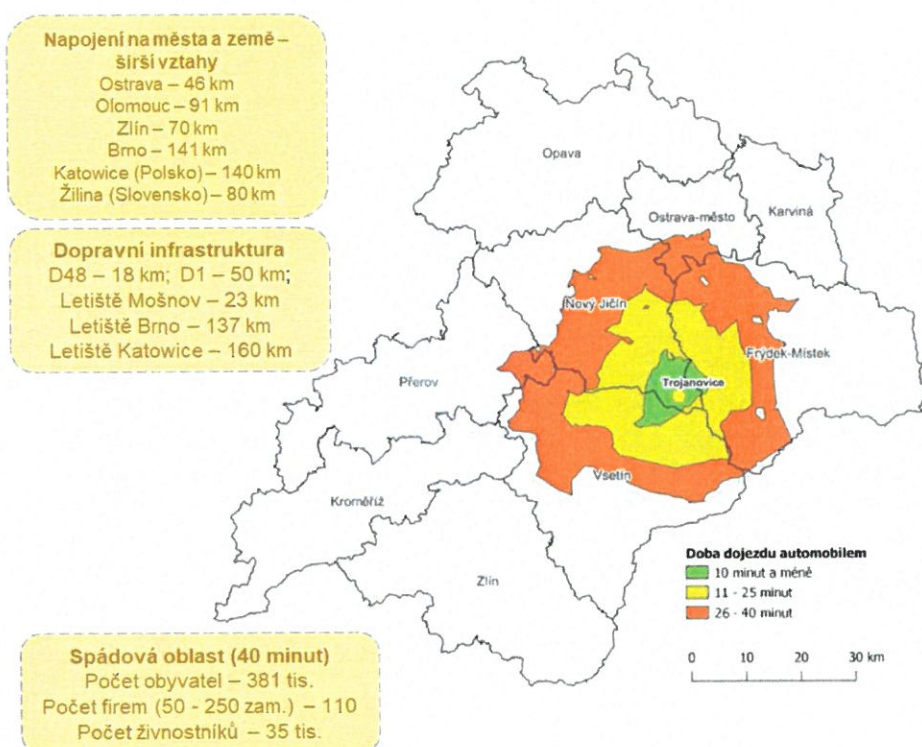 Napojení na města a země –
širší vztahy
Ostrava – 46 km
Olomouc – 91 km
Zlín – 70 km
Brno – 141 km
Katowice (Polsko) – 140 km
Žilina (Slovensko) – 80 km
Dopravní infrastruktura
D48 – 18 km; D1 – 50 km;
Letiště Mošnov – 23 km
Letiště Brno – 137 km
Letiště Katowice – 160 km
Opava
Ostrava-město
Karviná
Nový Jičín
Frýdek-Místek
Trojanovice
Přerov
Vsetín
Kroměříž
Zlín
Doba dojezdu automobilem
10 minut a méně
11 - 25 minut
26 - 40 minut
0 10 20 30 km
Spádová oblast (40 minut)
Počet obyvatel – 381 tis.
Počet firem (50 - 250 zam.) – 110
Počet živnostníků – 35 tis.